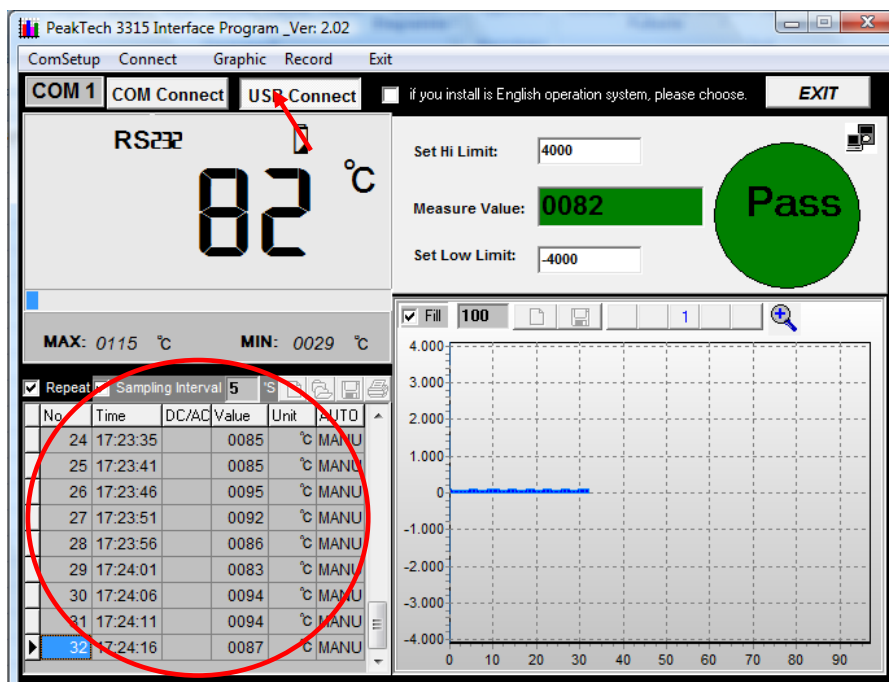 PeakTech 3315 Interface Program _Ver: 2.02
ComSetup Connect Graphic Record Exit
COM 1 COM Connect USB Connect if you install is English operation system, please choose. EXIT
RS232
82 °C
MAX: 0115 °C MIN: 0029 °C
Set Hi Limit: 4000
Measure Value: 0082
Set Low Limit: -4000
Pass
Repeat Sampling Interval 5 'S
No. Time DC/AC Value Unit AUTO
24 17:23:35 0085 °C MANU
25 17:23:41 0085 °C MANU
26 17:23:46 0095 °C MANU
27 17:23:51 0092 °C MANU
28 17:23:56 0086 °C MANU
29 17:24:01 0083 °C MANU
30 17:24:06 0094 °C MANU
31 17:24:11 0094 °C MANU
32 17:24:16 0087 °C MANU
Fill 100 1
4.000
3.000
2.000
1.000
0
-1.000
-2.000
-3.000
-4.000
0 10 20 30 40 50 60 70 80 90